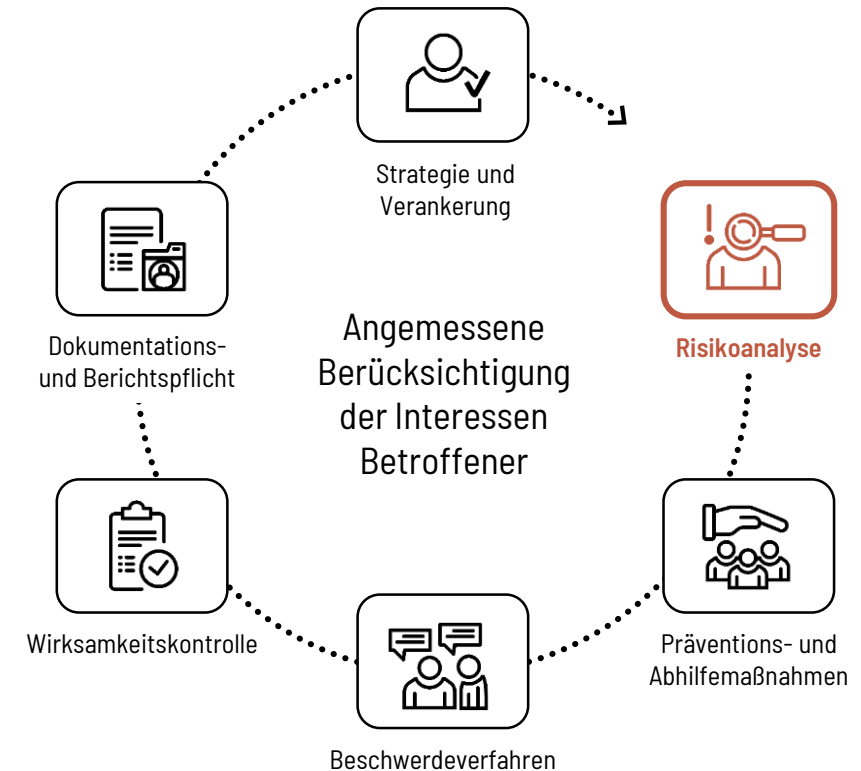 Strategie und
Verankerung
Risikoanalyse
Präventions- und
Abhilfemaßnahmen
Beschwerdeverfahren
Wirksamkeitskontrolle
Dokumentations-
und Berichtspflicht
Angemessene
Berücksichtigung
der Interessen
Betroffener